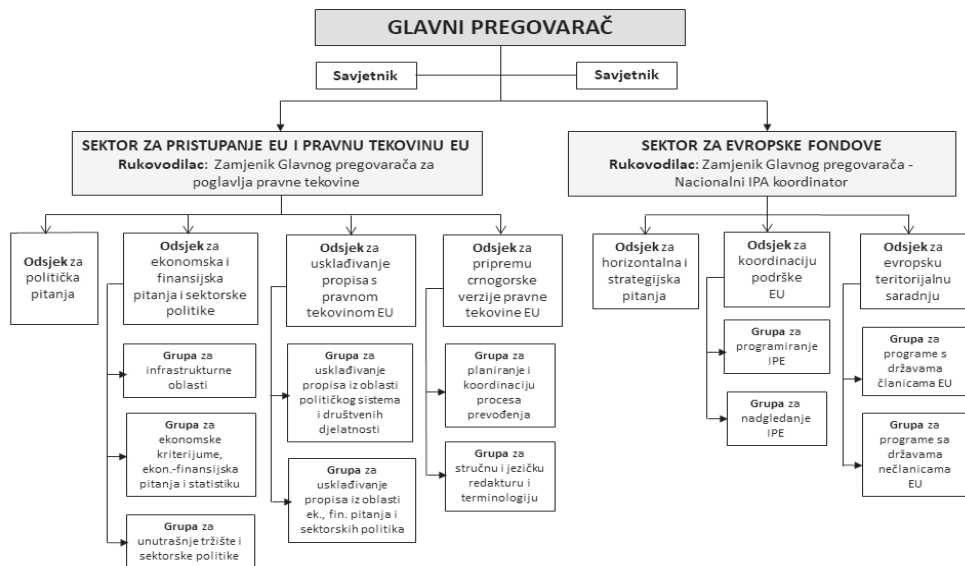 GLAVNI PREGOVARAČ
Savjetnik
Savjetnik
SEKTOR ZA PRISTUPANJE EU I PRAVNU TEKOVINU EU
Rukovodilac: Zamjenik Glavnog pregovarača za
poglavlja pravne tekovine
SEKTOR ZA EVROPSKE FONDOVE
Rukovodilac: Zamjenik Glavnog pregovarača -
Nacionalni IPA koordinator
Odsjek za
politička
pitanja
Odsjek za
ekonomska i
finansijska
pitanja i sektorske
politike
Odsjek za
usklađivanje
propisa s
pravnom
tekovinom EU
Odsjek za
pripremu
crnogorske
verzije pravne
tekovine EU
Odsjek za
horizontalna i
strategijska
pitanja
Odsjek za
koordinaciju
podrške
EU
Odsjek za
evropsku
teritorijalnu
saradnju
Grupa za
infrastrukturne
oblasti
Grupa za
ekonomske
kriterijume,
ekon.-finansijska
pitanja i statistiku
Grupa za
unutrašnje tržište i
sektorske politike
Grupa za
usklađivanje
propisa iz oblasti
političkog sistema
i društvenih
djelatnosti
Grupa za
usklađivanje
propisa iz oblasti
ek., fin. pitanja i
sektorskih politika
Grupa za
planiranje i
koordinaciju
procesa
prevođenja
Grupa za
stručnu i jezičku
redakturu i
terminologiju
Grupa za
programiranje
IPE
Grupa za
nadgledanje
IPE
Grupa za
programe s
državama
članicama EU
Grupa za
programe sa
državama
nečlanicama
EU